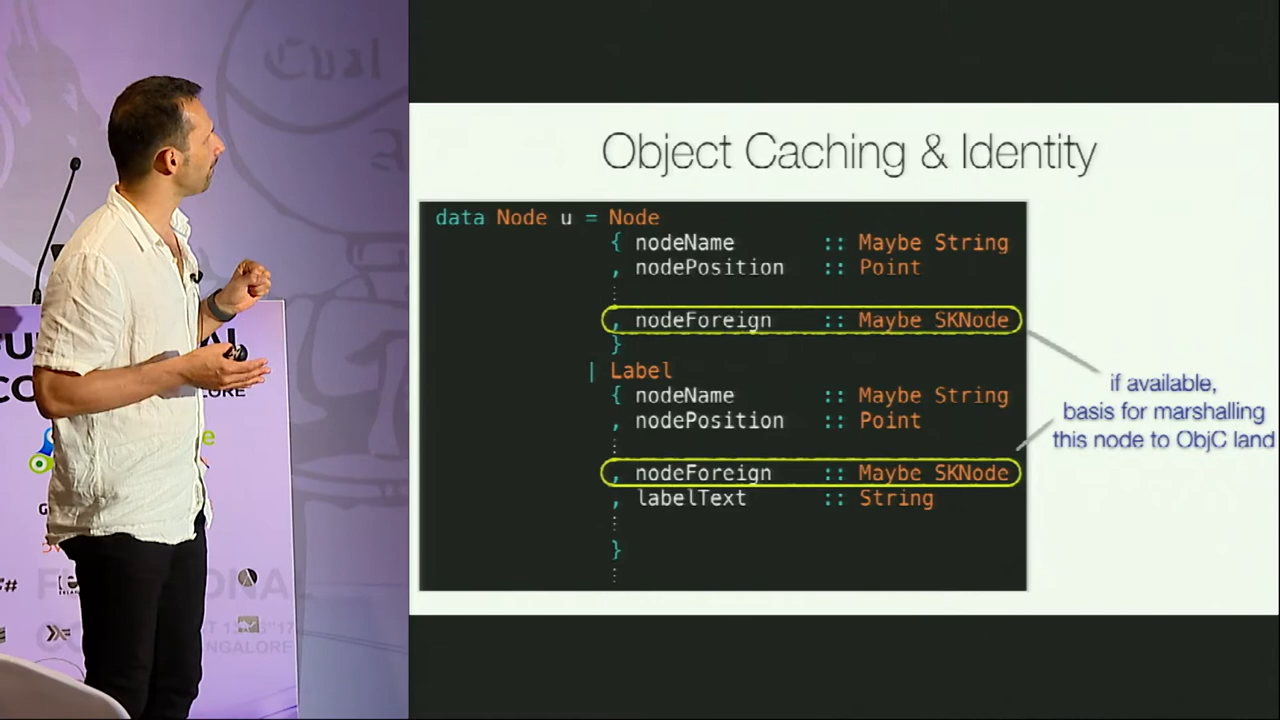 Object Caching & Identity
data Node u = Node
{ nodeName :: Maybe String
, nodePosition :: Point
⋮
, nodeForeign :: Maybe SKNode
}
| Label
{ nodeName :: Maybe String
, nodePosition :: Point
⋮
, nodeForeign :: Maybe SKNode
, labelText :: String
⋮
}
⋮
if available,
basis for marshalling
this node to ObjC land